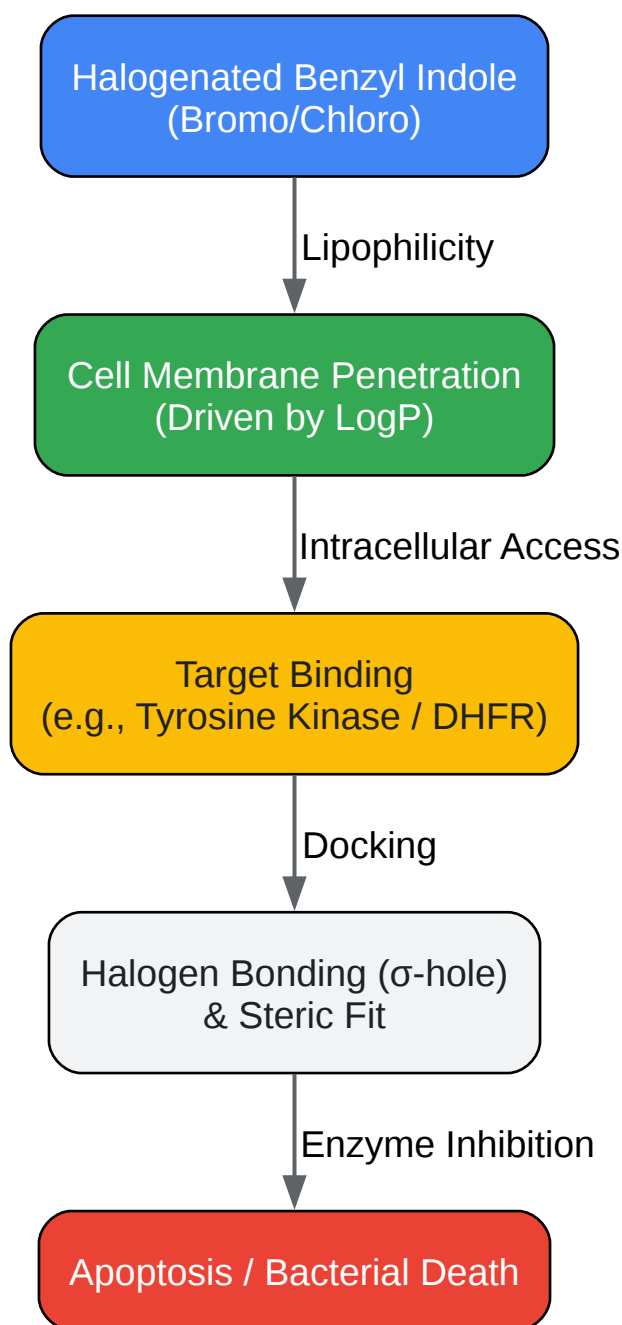 Halogenated Benzyl Indole
(Bromo/Chloro)
Lipophilicity
Cell Membrane Penetration
(Driven by LogP)
Intracellular Access
Target Binding
(e.g., Tyrosine Kinase / DHFR)
Docking
Halogen Bonding (σ-hole)
& Steric Fit
Enzyme Inhibition
Apoptosis / Bacterial Death